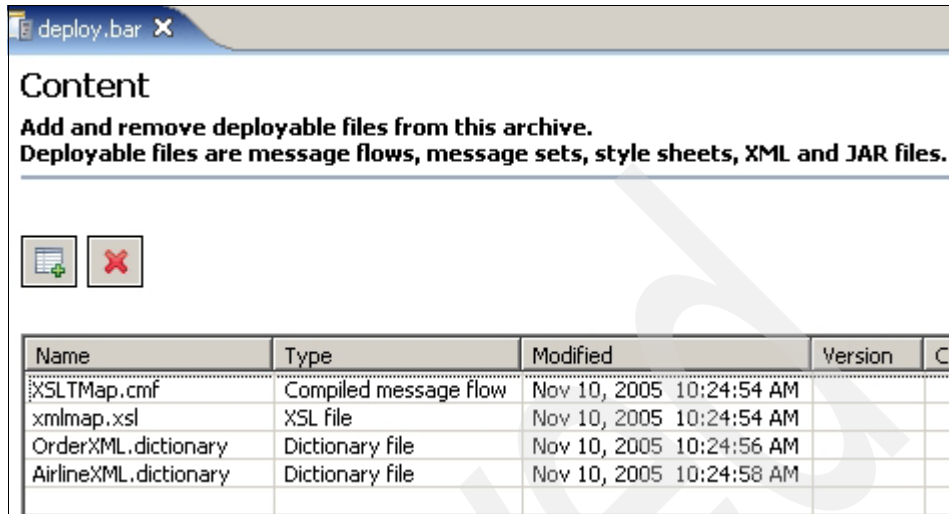 deploy.bar
Content
Add and remove deployable files from this archive.
Deployable files are message flows, message sets, style sheets, XML and JAR files.
Name Type Modified Version C
XSLTMap.cmf Compiled message flow Nov 10, 2005 10:24:54 AM
xmlmap.xsl XSL file Nov 10, 2005 10:24:54 AM
OrderXML.dictionary Dictionary file Nov 10, 2005 10:24:56 AM
AirlineXML.dictionary Dictionary file Nov 10, 2005 10:24:58 AM